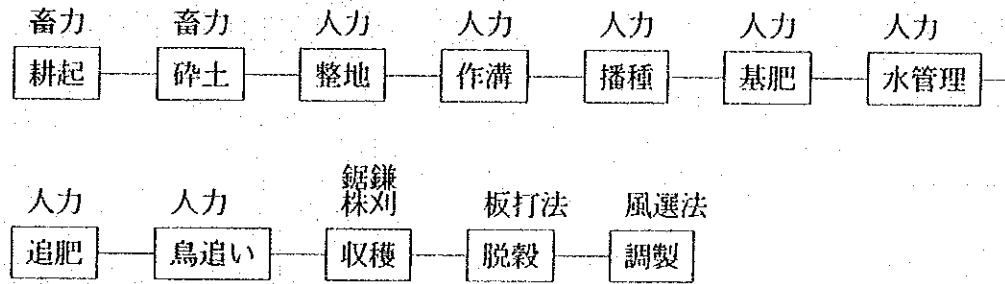 畜力 畜力 人力 人力 人力 人力 人力
耕起 砕土 整地 作溝 播種 基肥 水管理
人力 人力 鋸鎌株刈 板打法 風選法
追肥 鳥追い 収穫 脱穀 調製